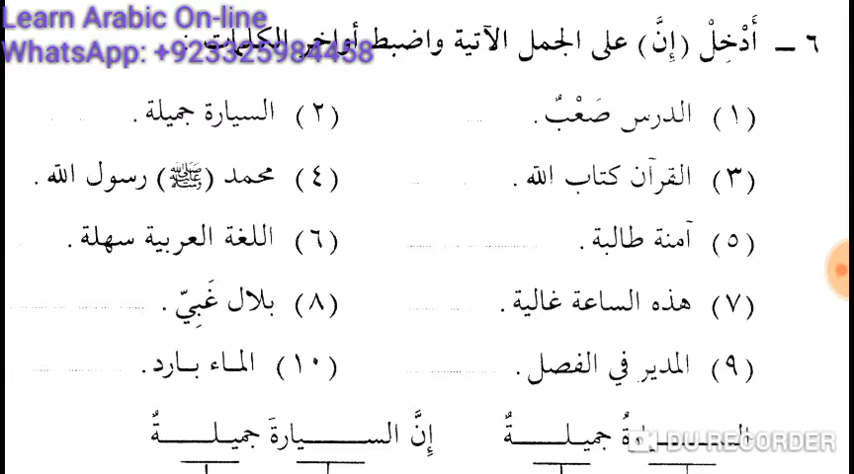 Learn Arabic On-line
WhatsApp: +923325984458
٦ ـ أَدْخِلْ (إِنَّ) على الجمل الآتية واضبط أواخر الكلمات :
(١) الدرس صَعْبٌ. (٢) السيارة جميلة.
(٣) القرآن كتاب الله. (٤) محمد (ﷺ) رسول الله.
(٥) آمنة طالبة. (٦) اللغة العربية سهلة.
(٧) هذه الساعة غالية. (٨) بلال غَبِيّ.
(٩) المدير في الفصل. (١٠) الماء بارد.
السيارةُ جميلةٌ إِنَّ السيارةَ جميلةٌ
DU RECORDER